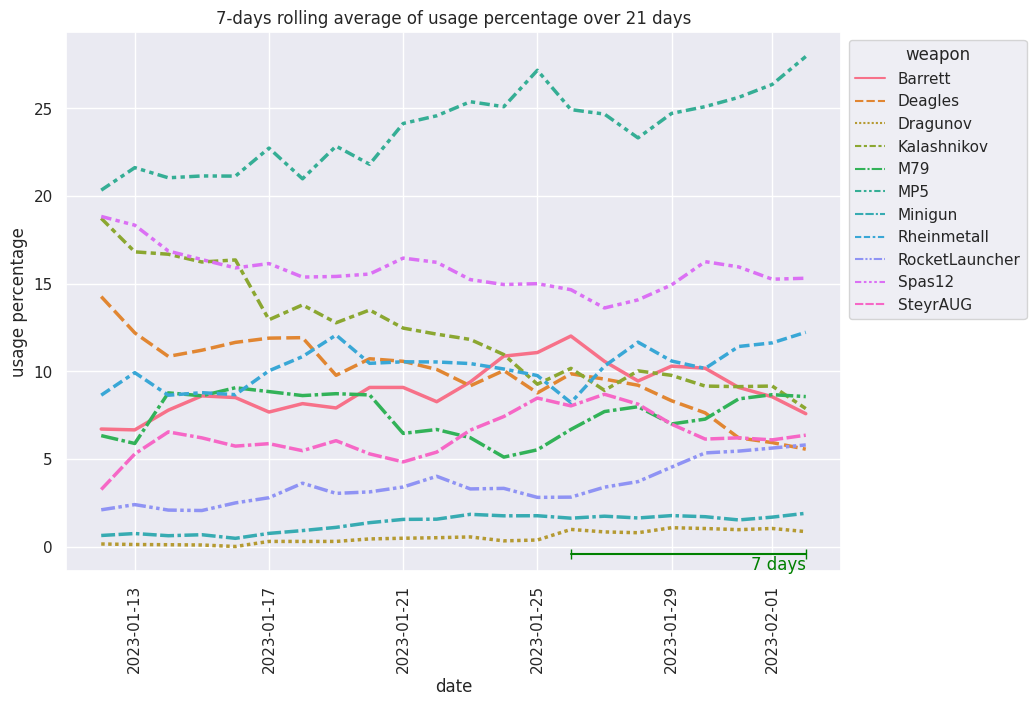 7-days rolling average of usage percentage over 21 days
usage percentage
25
20
15
10
5
0
7 days
2023-01-13
2023-01-17
2023-01-21
2023-01-25
2023-01-29
2023-02-01
date
weapon
Barrett
Deagles
Dragunov
Kalashnikov
M79
MP5
Minigun
Rheinmetall
RocketLauncher
Spas12
SteyrAUG